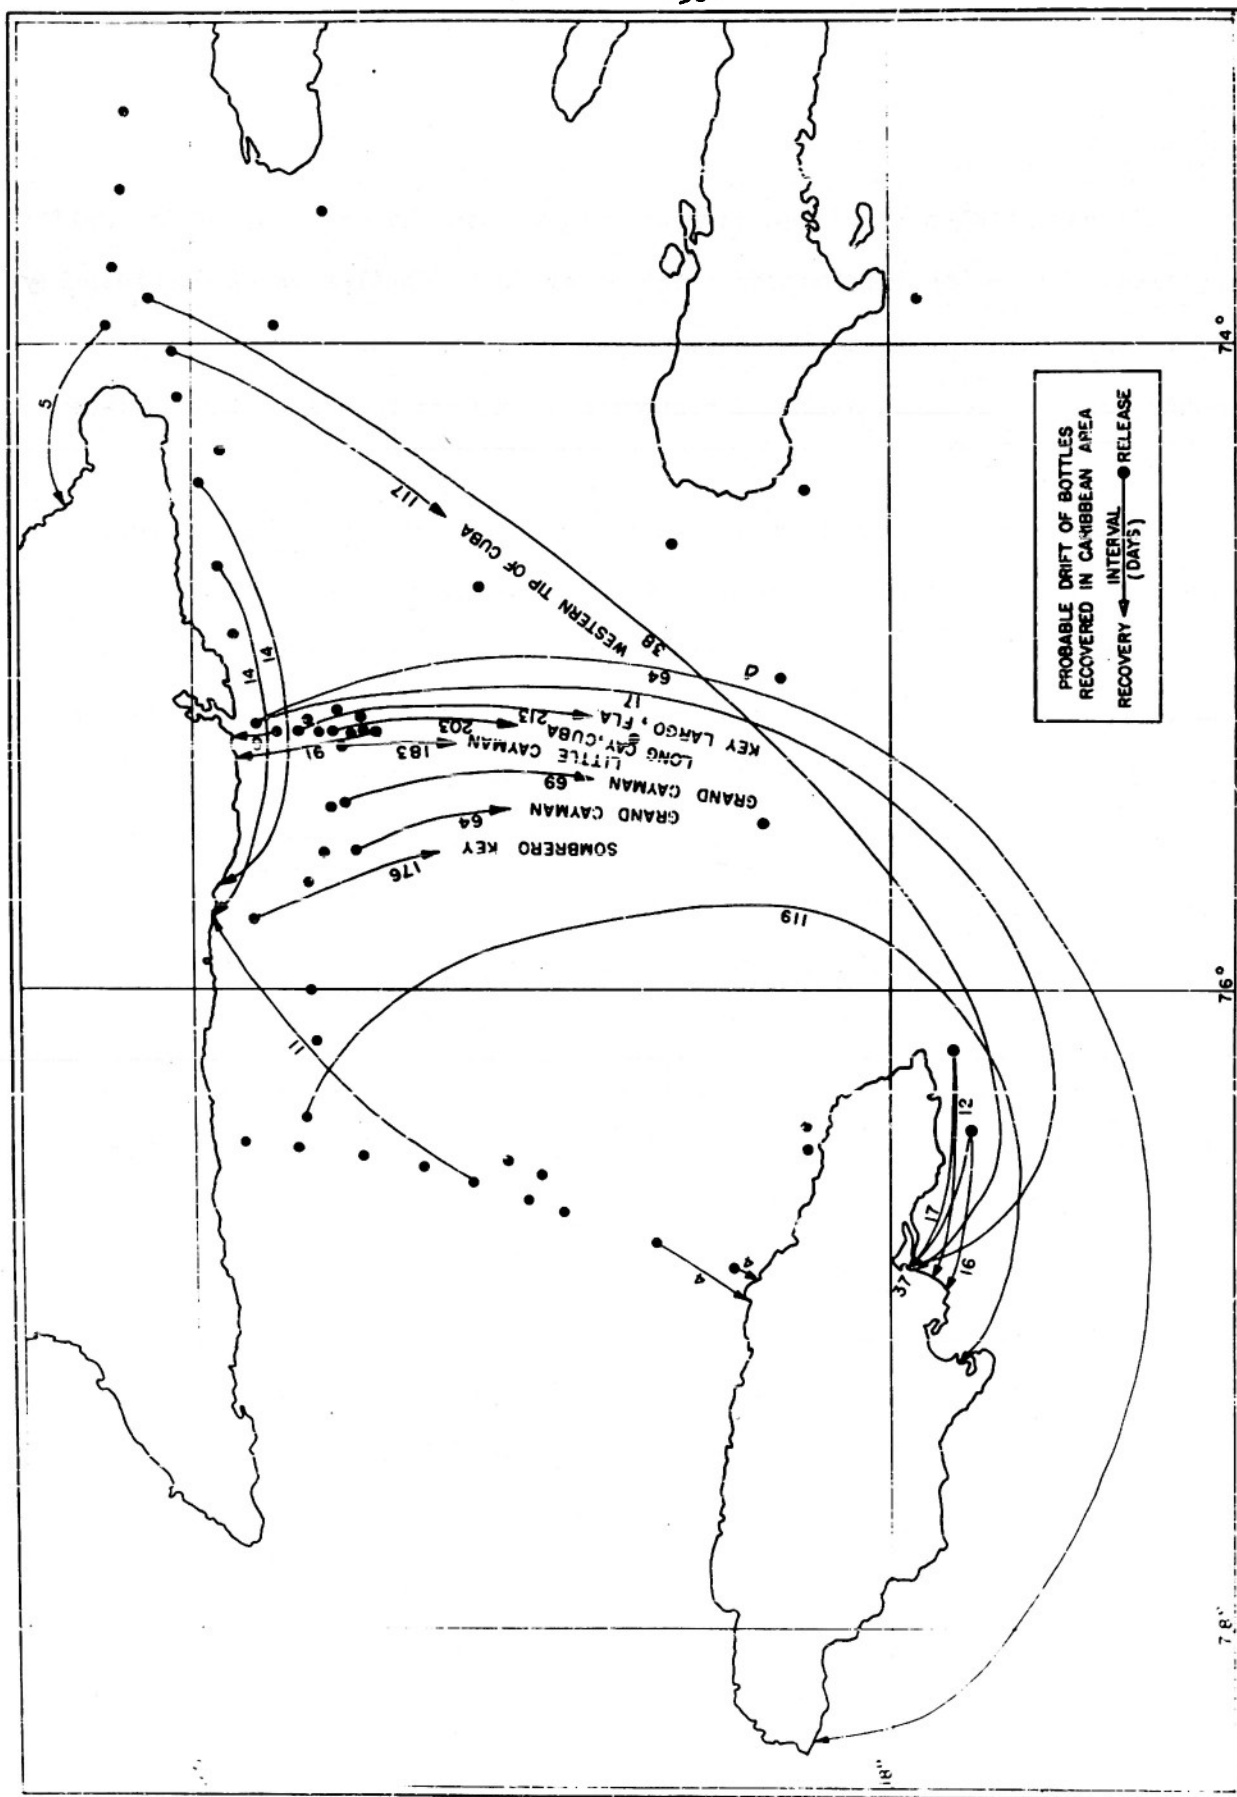 5
117
WESTERN TIP OF CUBA
38
64
17
14
14
213
KEY LARGO, FLA
203
LONG CAY, CUBA
91
183
LITTLE CAYMAN
69
GRAND CAYMAN
64
GRAND CAYMAN
176
SOMBRERO KEY
119
11
4
4
12
17
16
37
74°
76°
78°
18°
PROBABLE DRIFT OF BOTTLES
RECOVERED IN CARIBBEAN AREA
RECOVERY INTERVAL RELEASE
(DAYS)